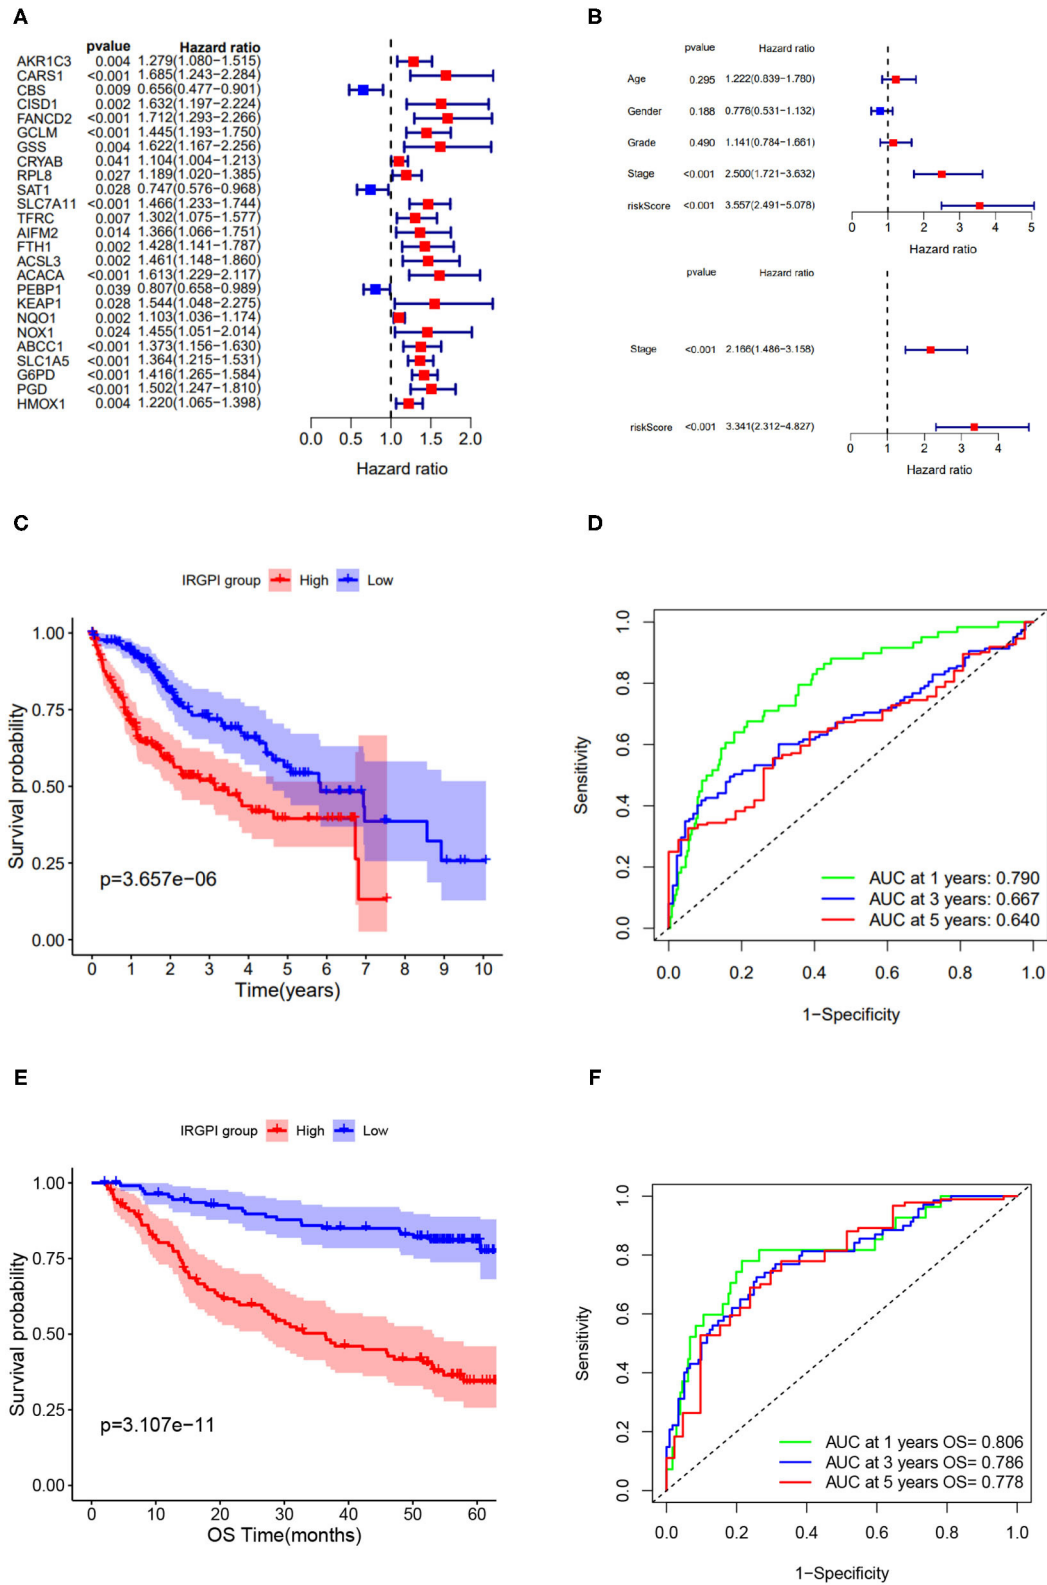 A
pvalue Hazard ratio
AKR1C3 0.004 1.279(1.080−1.515)
CARS1 <0.001 1.685(1.243−2.284)
CBS 0.009 0.656(0.477−0.901)
CISD1 0.002 1.632(1.197−2.224)
FANCD2 <0.001 1.712(1.293−2.266)
GCLM <0.001 1.445(1.193−1.750)
GSS 0.004 1.622(1.167−2.256)
CRYAB 0.041 1.104(1.004−1.213)
RPL8 0.027 1.189(1.020−1.385)
SAT1 0.028 0.747(0.576−0.968)
SLC7A11 <0.001 1.466(1.233−1.744)
TFRC 0.007 1.302(1.075−1.577)
AIFM2 0.014 1.366(1.066−1.751)
FTH1 0.002 1.428(1.141−1.787)
ACSL3 0.002 1.461(1.148−1.860)
ACACA <0.001 1.613(1.229−2.117)
PEBP1 0.039 0.807(0.658−0.989)
KEAP1 0.028 1.544(1.048−2.275)
NQO1 0.002 1.103(1.036−1.174)
NOX1 0.024 1.455(1.051−2.014)
ABCC1 <0.001 1.373(1.156−1.630)
SLC1A5 <0.001 1.364(1.215−1.531)
G6PD <0.001 1.416(1.265−1.584)
PGD <0.001 1.502(1.247−1.810)
HMOX1 0.004 1.220(1.065−1.398)
0.0 0.5 1.0 1.5 2.0
Hazard ratio
B
pvalue Hazard ratio
Age 0.295 1.222(0.839−1.780)
Gender 0.188 0.776(0.531−1.132)
Grade 0.490 1.141(0.784−1.661)
Stage <0.001 2.500(1.721−3.632)
riskScore <0.001 3.557(2.491−5.078)
0 1 2 3 4 5
Hazard ratio
pvalue Hazard ratio
Stage <0.001 2.166(1.486−3.158)
riskScore <0.001 3.341(2.312−4.827)
0 1 2 3 4
Hazard ratio
C
IRGPI group High Low
Survival probability
1.00
0.75
0.50
0.25
0.00
p=3.657e−06
0 1 2 3 4 5 6 7 8 9 10
Time(years)
D
Sensitivity
1.0
0.8
0.6
0.4
0.2
0.0
AUC at 1 years: 0.790
AUC at 3 years: 0.667
AUC at 5 years: 0.640
0.0 0.2 0.4 0.6 0.8 1.0
1−Specificity
E
IRGPI group High Low
Survival probability
1.00
0.75
0.50
0.25
0.00
p=3.107e−11
0 10 20 30 40 50 60
OS Time(months)
F
Sensitivity
1.0
0.8
0.6
0.4
0.2
0.0
AUC at 1 years OS= 0.806
AUC at 3 years OS= 0.786
AUC at 5 years OS= 0.778
0.0 0.2 0.4 0.6 0.8 1.0
1−Specificity